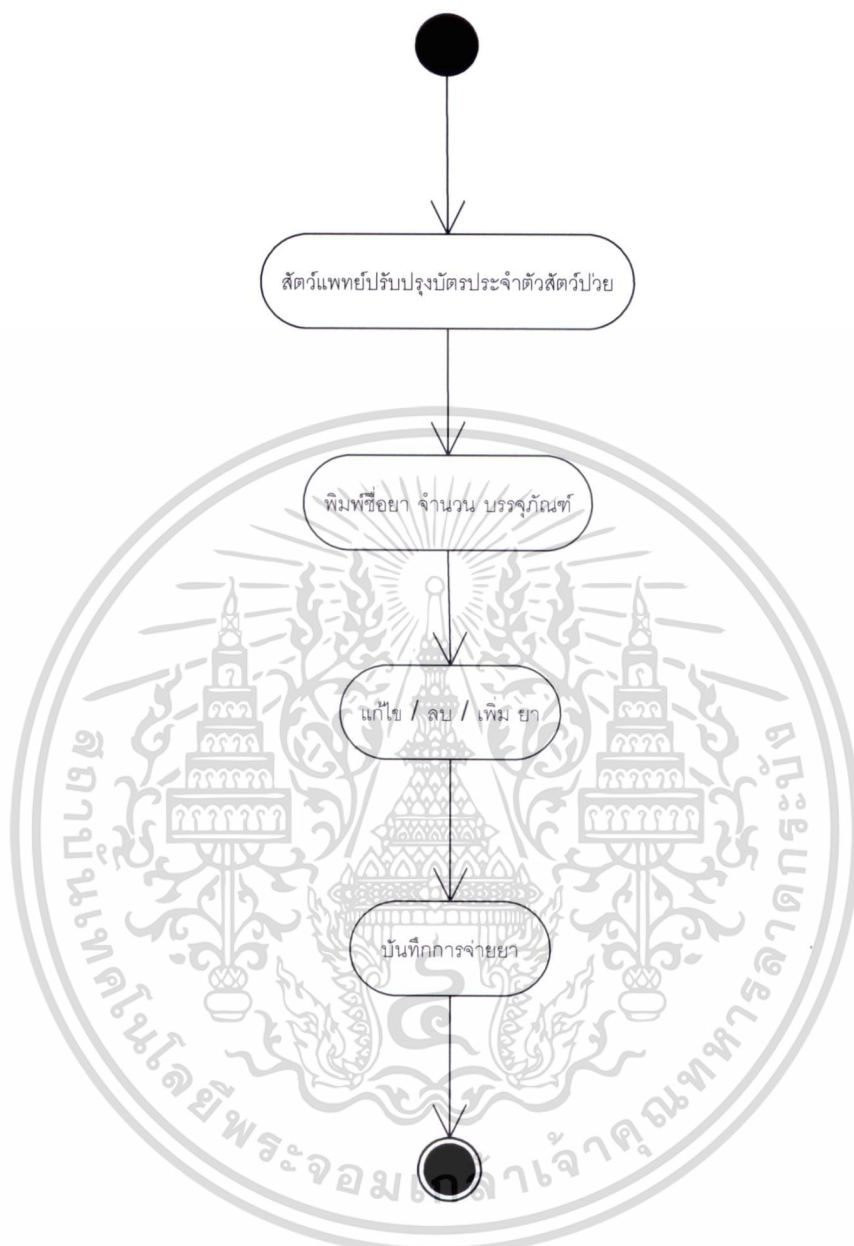 สัตว์แพทย์ปรับปรุงบัตรประจำตัวสัตว์ป่วย
พิมพ์ชื่อยา จำนวน บรรจุภัณฑ์
แก้ไข / ลบ / เพิ่ม ยา
บันทึกการจ่ายยา
สถาบันเทคโนโลยีพระจอมเกล้าเจ้าคุณทหารลาดกระบัง